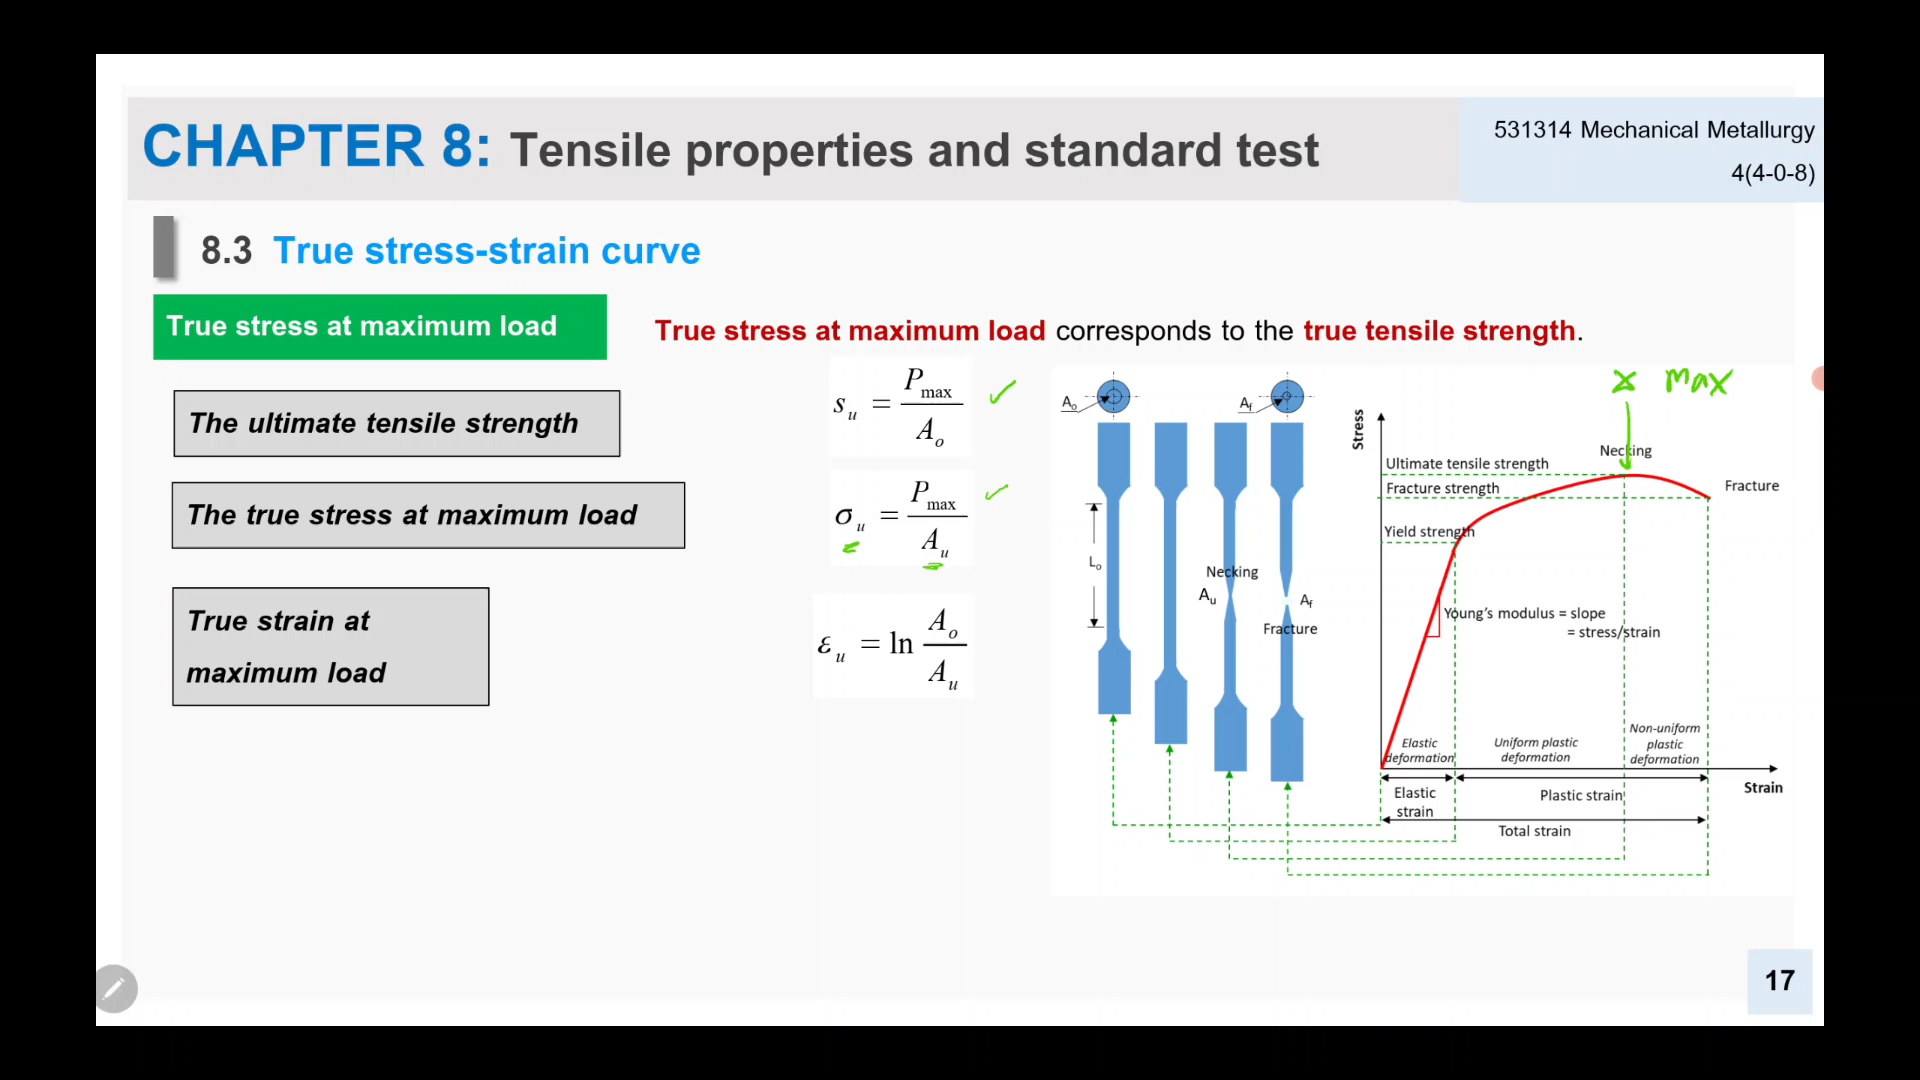 CHAPTER 8: Tensile properties and standard test
531314 Mechanical Metallurgy
4(4-0-8)
8.3 True stress-strain curve
True stress at maximum load
True stress at maximum load corresponds to the true tensile strength.
The ultimate tensile strength
s_u = P_max / A_o ✓
The true stress at maximum load
σ_u = P_max / A_u ✓
True strain at
maximum load
ε_u = ln A_o / A_u
A_o
A_f
L_o
Necking
A_u
A_f
Fracture
x max
Stress
Necking
Ultimate tensile strength
Fracture strength
Fracture
Yield strength
Young's modulus = slope
= stress/strain
Elastic
deformation
Uniform plastic
deformation
Non-uniform
plastic
deformation
Strain
Elastic
strain
Plastic strain
Total strain
17